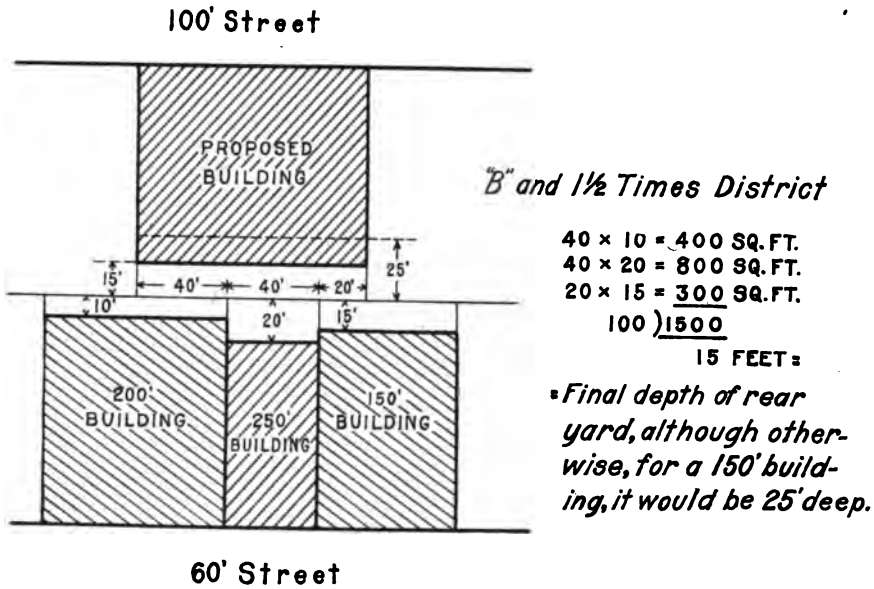 100' Street
PROPOSED
BUILDING
15'
40'
40'
20'
25'
10'
20'
15'
200'
BUILDING.
250'
BUILDING
150'
BUILDING
60' Street
"B" and 1½ Times District
40 × 10 = 400 SQ. FT.
40 × 20 = 800 SQ. FT.
20 × 15 = 300 SQ. FT.
100 )1500
15 FEET =
= Final depth of rear
yard, although other-
wise, for a 150' build-
ing, it would be 25' deep.